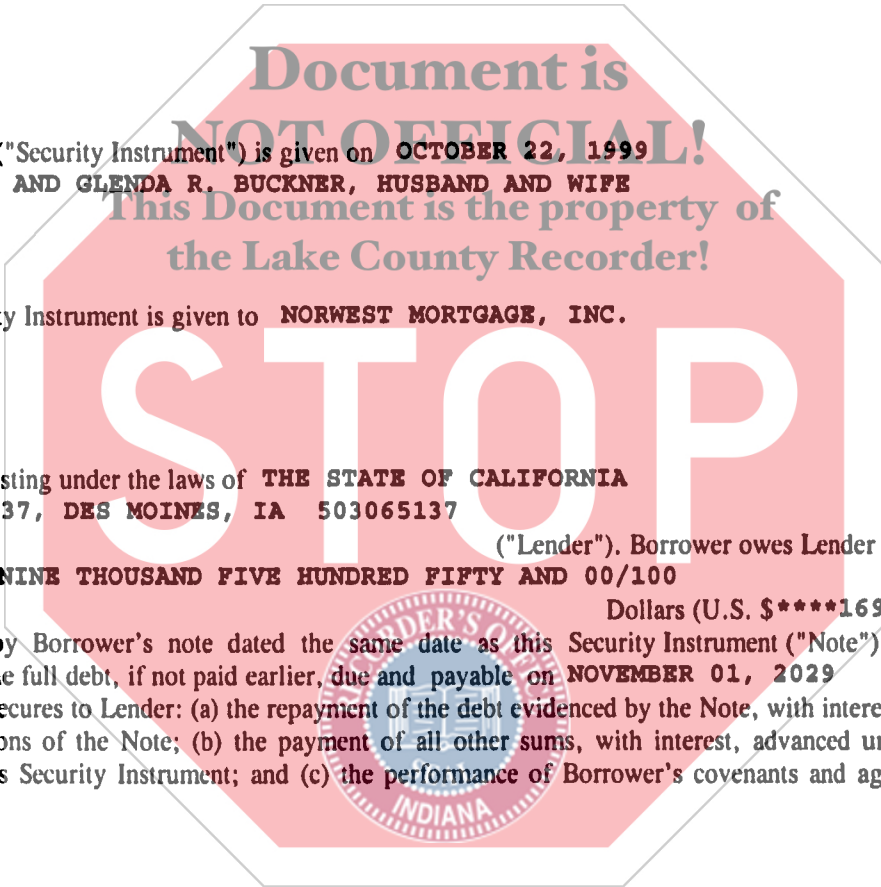 Document is
NOT OFFICIAL!
("Security Instrument") is given on OCTOBER 22, 1999
AND GLENDA R. BUCKNER, HUSBAND AND WIFE
This Document is the property of
the Lake County Recorder!
y Instrument is given to NORWEST MORTGAGE, INC.
STOP
sting under the laws of THE STATE OF CALIFORNIA
37, DES MOINES, IA 503065137
("Lender"). Borrower owes Lender
NINE THOUSAND FIVE HUNDRED FIFTY AND 00/100
Dollars (U.S. $****169
y Borrower's note dated the same date as this Security Instrument ("Note")
e full debt, if not paid earlier, due and payable on NOVEMBER 01, 2029
ecures to Lender: (a) the repayment of the debt evidenced by the Note, with intere
ons of the Note; (b) the payment of all other sums, with interest, advanced un
s Security Instrument; and (c) the performance of Borrower's covenants and ag
RECORDER'S OFFICE
SEAL
INDIANA